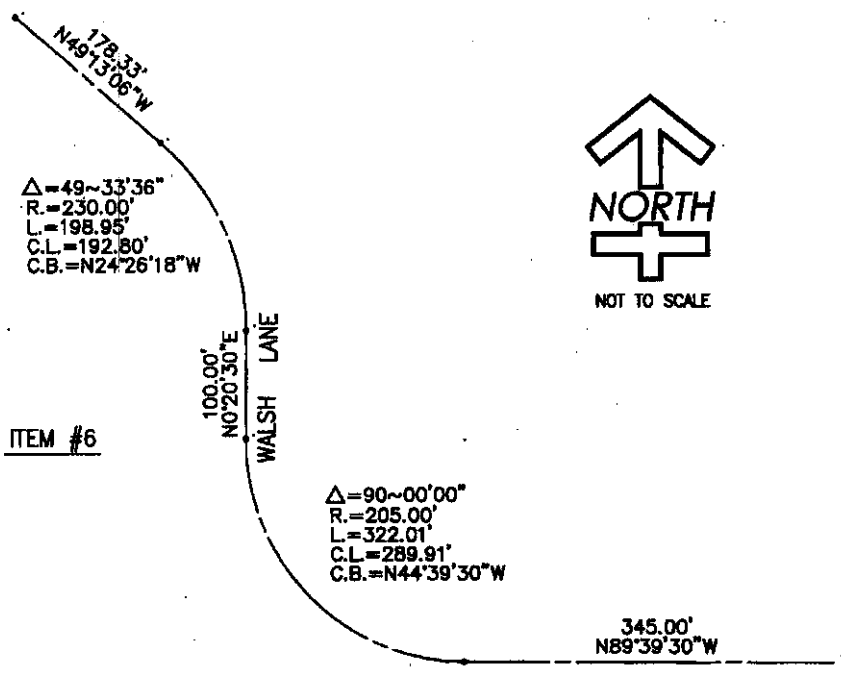 178.33'
N49°13'06"W
△=49~33'36"
R.=230.00'
L.=198.95'
C.L.=192.80'
C.B.=N24°26'18"W
NORTH
NOT TO SCALE
100.00'
N0°20'30"E
WALSH LANE
ITEM #6
△=90~00'00"
R.=205.00'
L.=322.01'
C.L.=289.91'
C.B.=N44°39'30"W
345.00'
N89°39'30"W